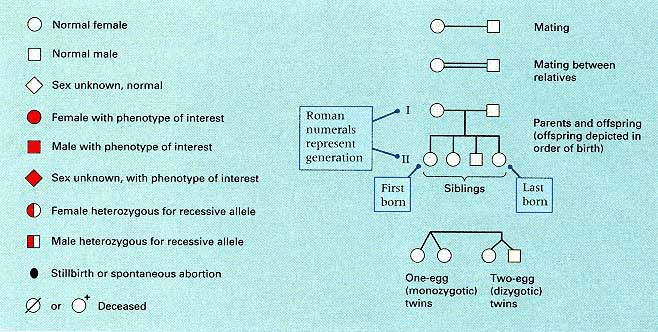 Normal female
Normal male
Sex unknown, normal
Female with phenotype of interest
Male with phenotype of interest
Sex unknown, with phenotype of interest
Female heterozygous for recessive allele
Male heterozygous for recessive allele
Stillbirth or spontaneous abortion
or
+
Deceased
Mating
Mating between
relatives
Roman
numerals
represent
generation
I
II
Parents and offspring
(offspring depicted in
order of birth)
First
born
Siblings
Last
born
One-egg
(monozygotic)
twins
Two-egg
(dizygotic)
twins